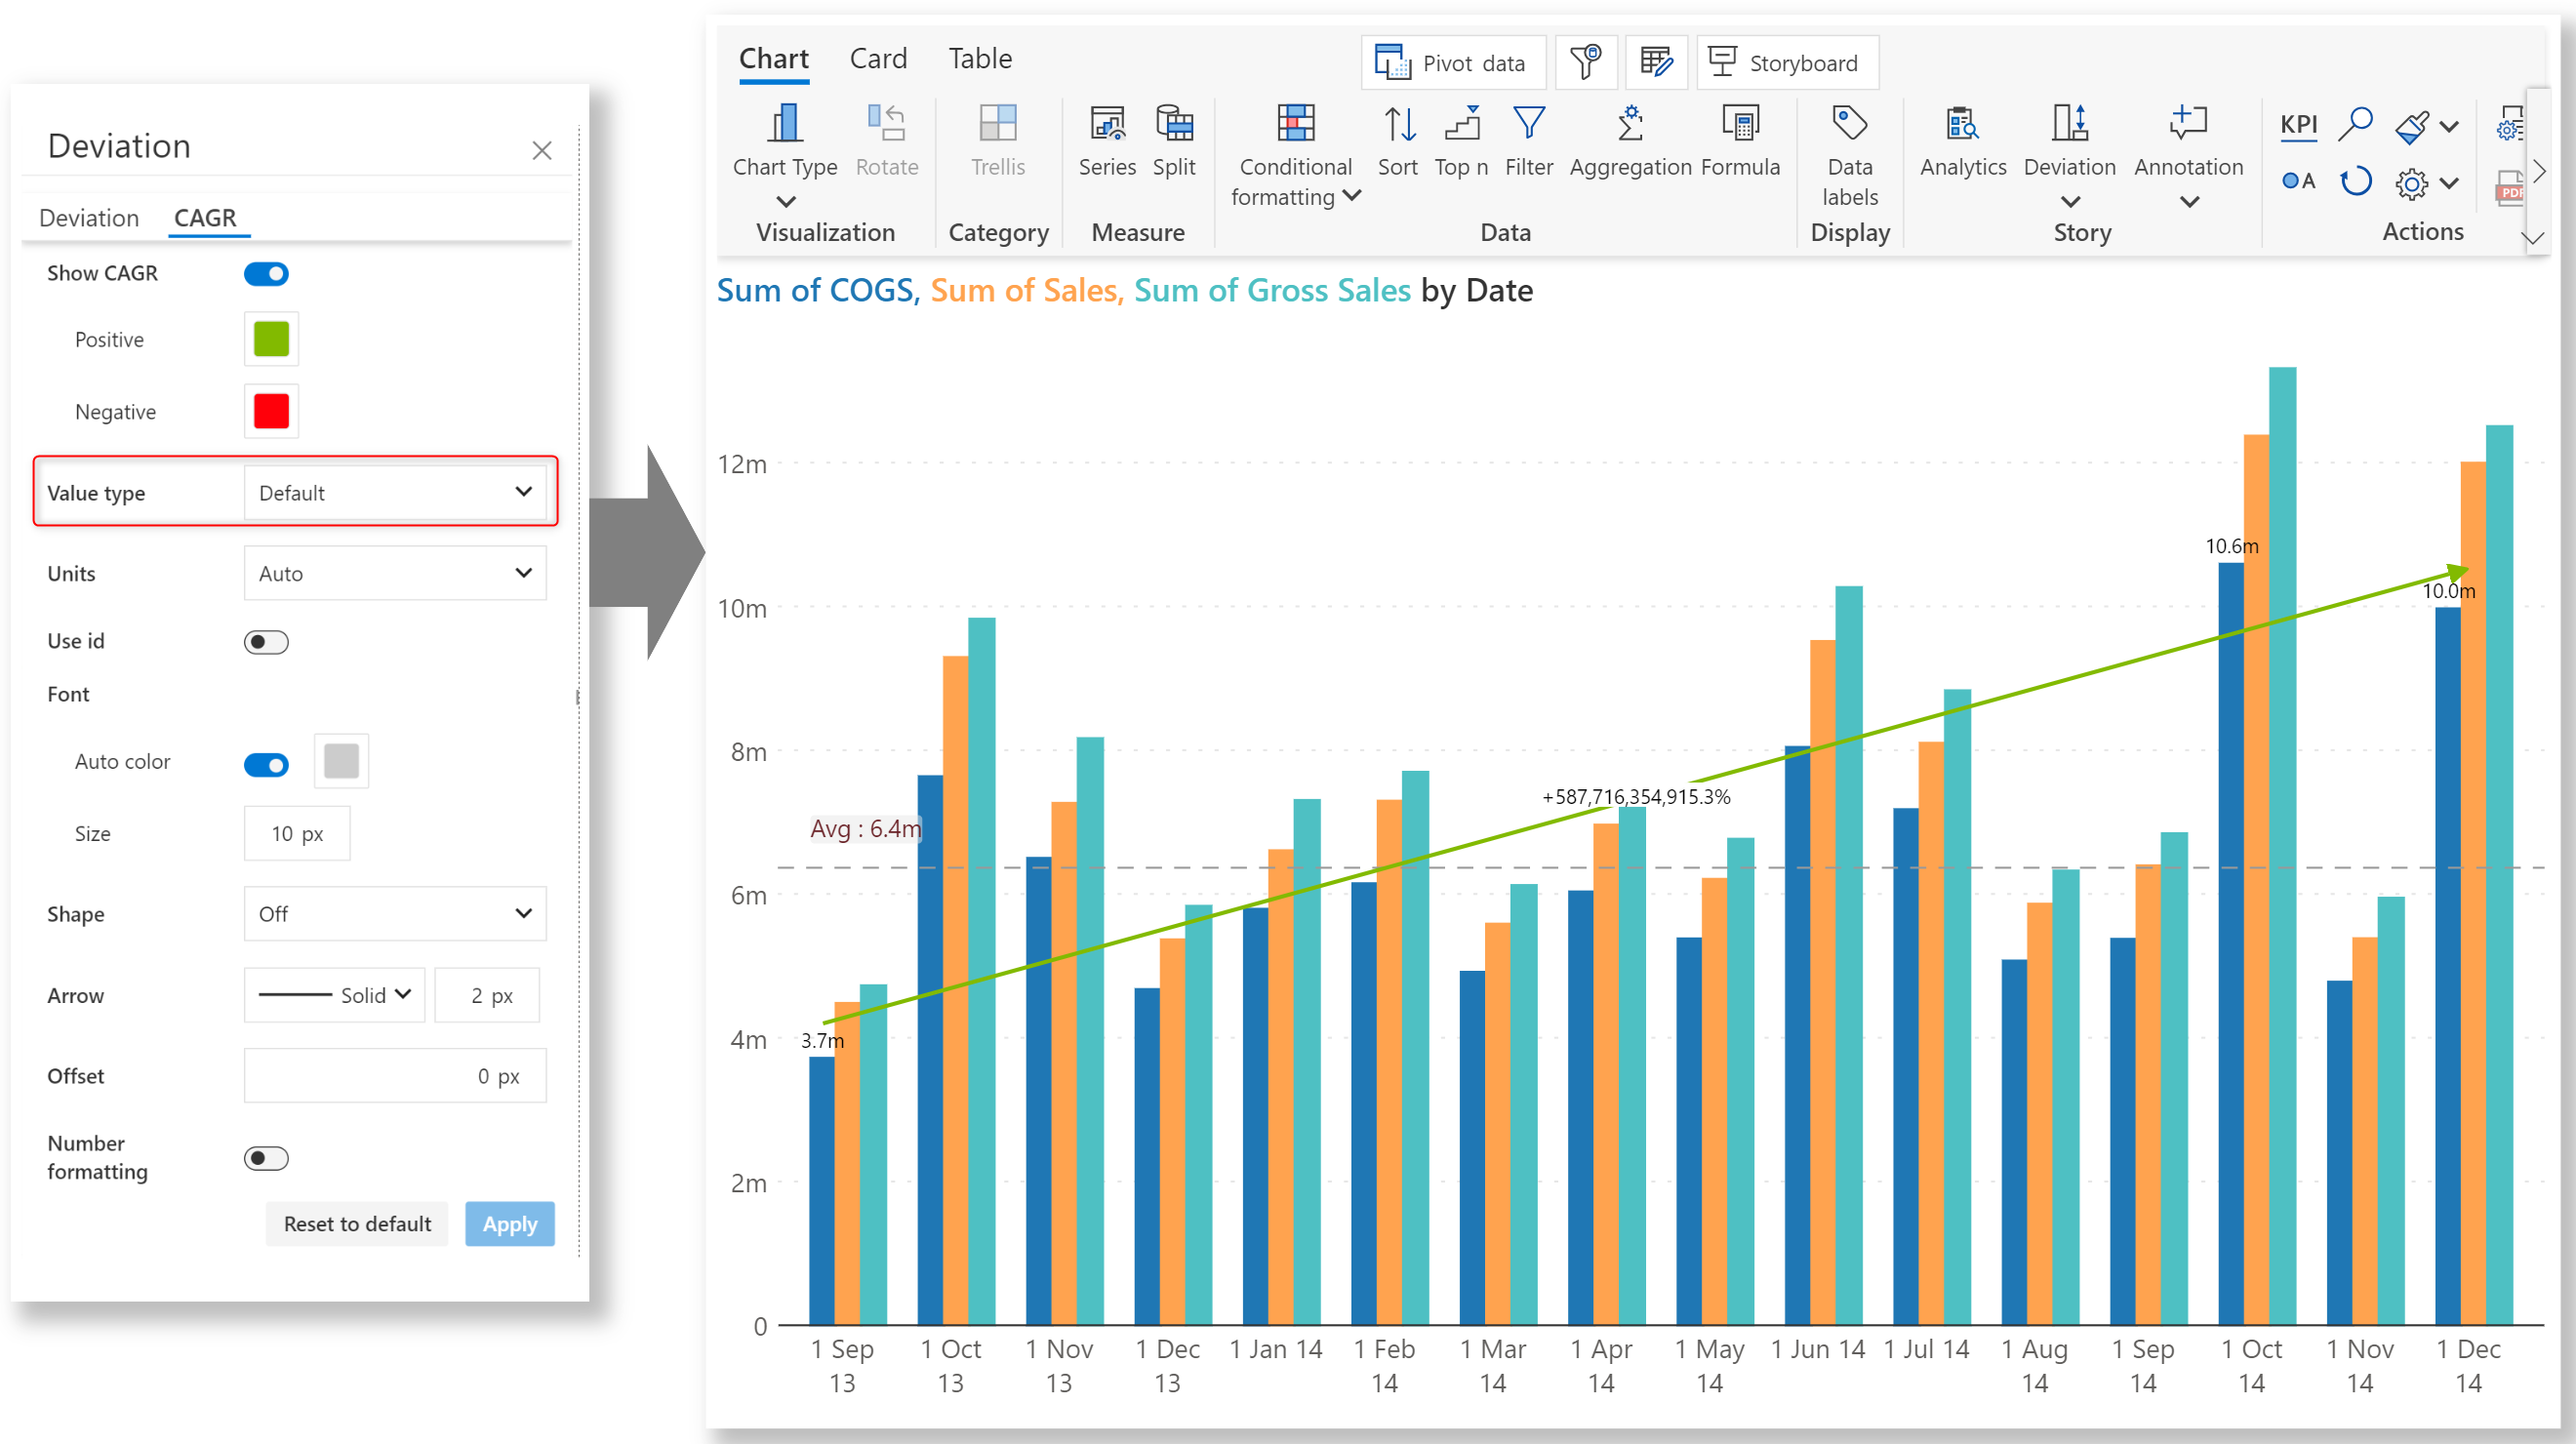 Deviation
Deviation CAGR
Show CAGR
Positive
Negative
Value type Default
Units Auto
Use id
Font
Auto color
Size 10 px
Shape Off
Arrow Solid 2 px
Offset 0 px
Number
formatting
Reset to default Apply
Chart Card Table Pivot data Storyboard
Chart Type Rotate Trellis Series Split Conditional
formatting Sort Top n Filter Aggregation Formula Data
labels Analytics Deviation Annotation KPI
A PDF
Visualization Category Measure Data Display Story Actions
Sum of COGS, Sum of Sales, Sum of Gross Sales by Date
12m
10m
8m
6m
4m
2m
0
10.6m
10.0m
+587,716,354,915.3%
Avg : 6.4m
3.7m
1 Sep
13
1 Oct
13
1 Nov
13
1 Dec
13
1 Jan 14
1 Feb
14
1 Mar
14
1 Apr
14
1 May
14
1 Jun 14
1 Jul 14
1 Aug
14
1 Sep
14
1 Oct
14
1 Nov
14
1 Dec
14